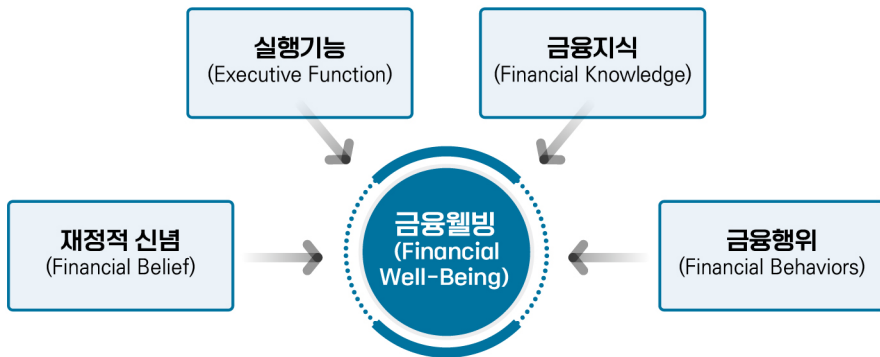 실행기능
(Executive Function)
금융지식
(Financial Knowledge)
재정적 신념
(Financial Belief)
금융웰빙
(Financial
Well-Being)
금융행위
(Financial Behaviors)